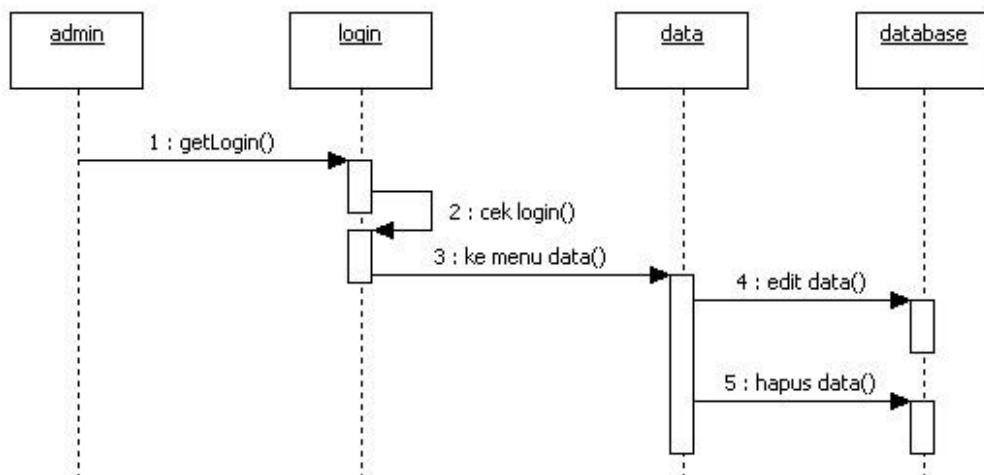 admin
login
data
database
1 : getLogin()
2 : cek login()
3 : ke menu data()
4 : edit data()
5 : hapus data()